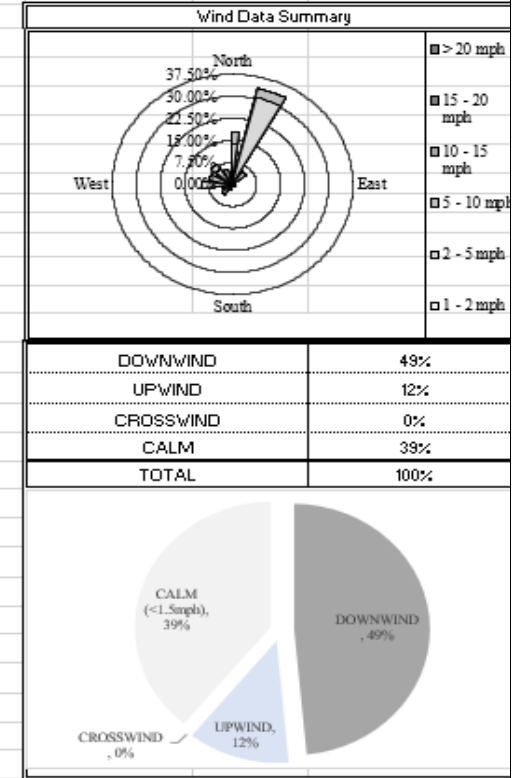 Wind Data Summary
North
37.50%
30.00%
22.50%
15.00%
7.50%
0.00%
West
East
South
> 20 mph
15 - 20
mph
10 - 15
mph
5 - 10 mph
2 - 5 mph
1 - 2 mph
DOWNWIND 49%
UPWIND 12%
CROSSWIND 0%
CALM 39%
TOTAL 100%
CALM
(<1.5mph),
39%
DOWNWIND
, 49%
UPWIND,
12%
CROSSWIND
, 0%